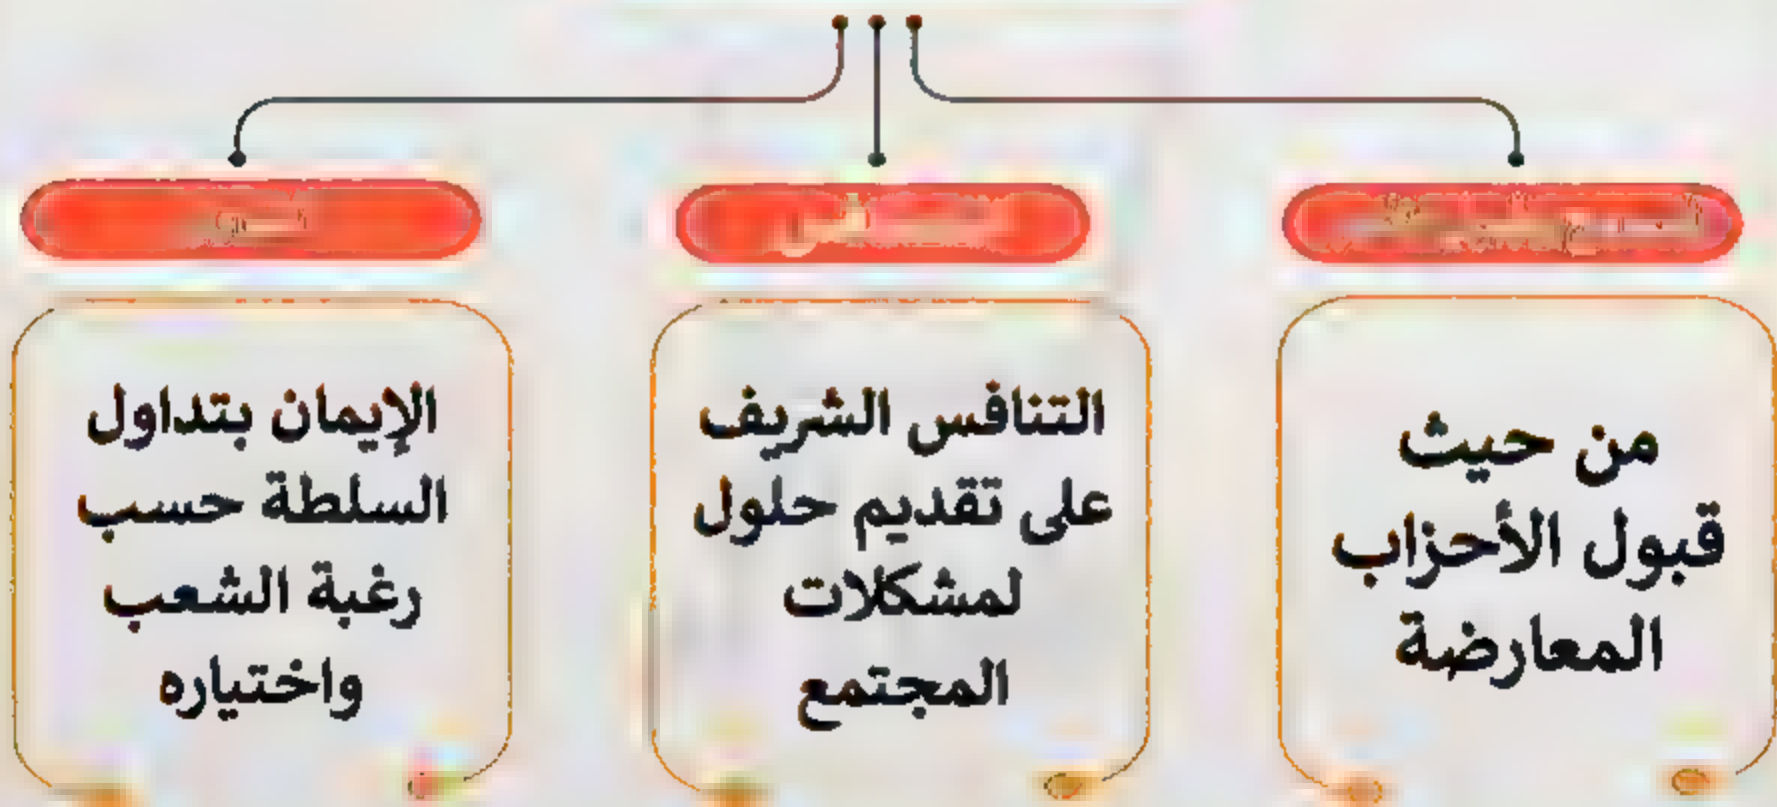 من حيث
قبول الأحزاب
المعارضة
التنافس الشريف
على تقديم حلول
لمشكلات
المجتمع
الإيمان بتداول
السلطة حسب
رغبة الشعب
واختياره